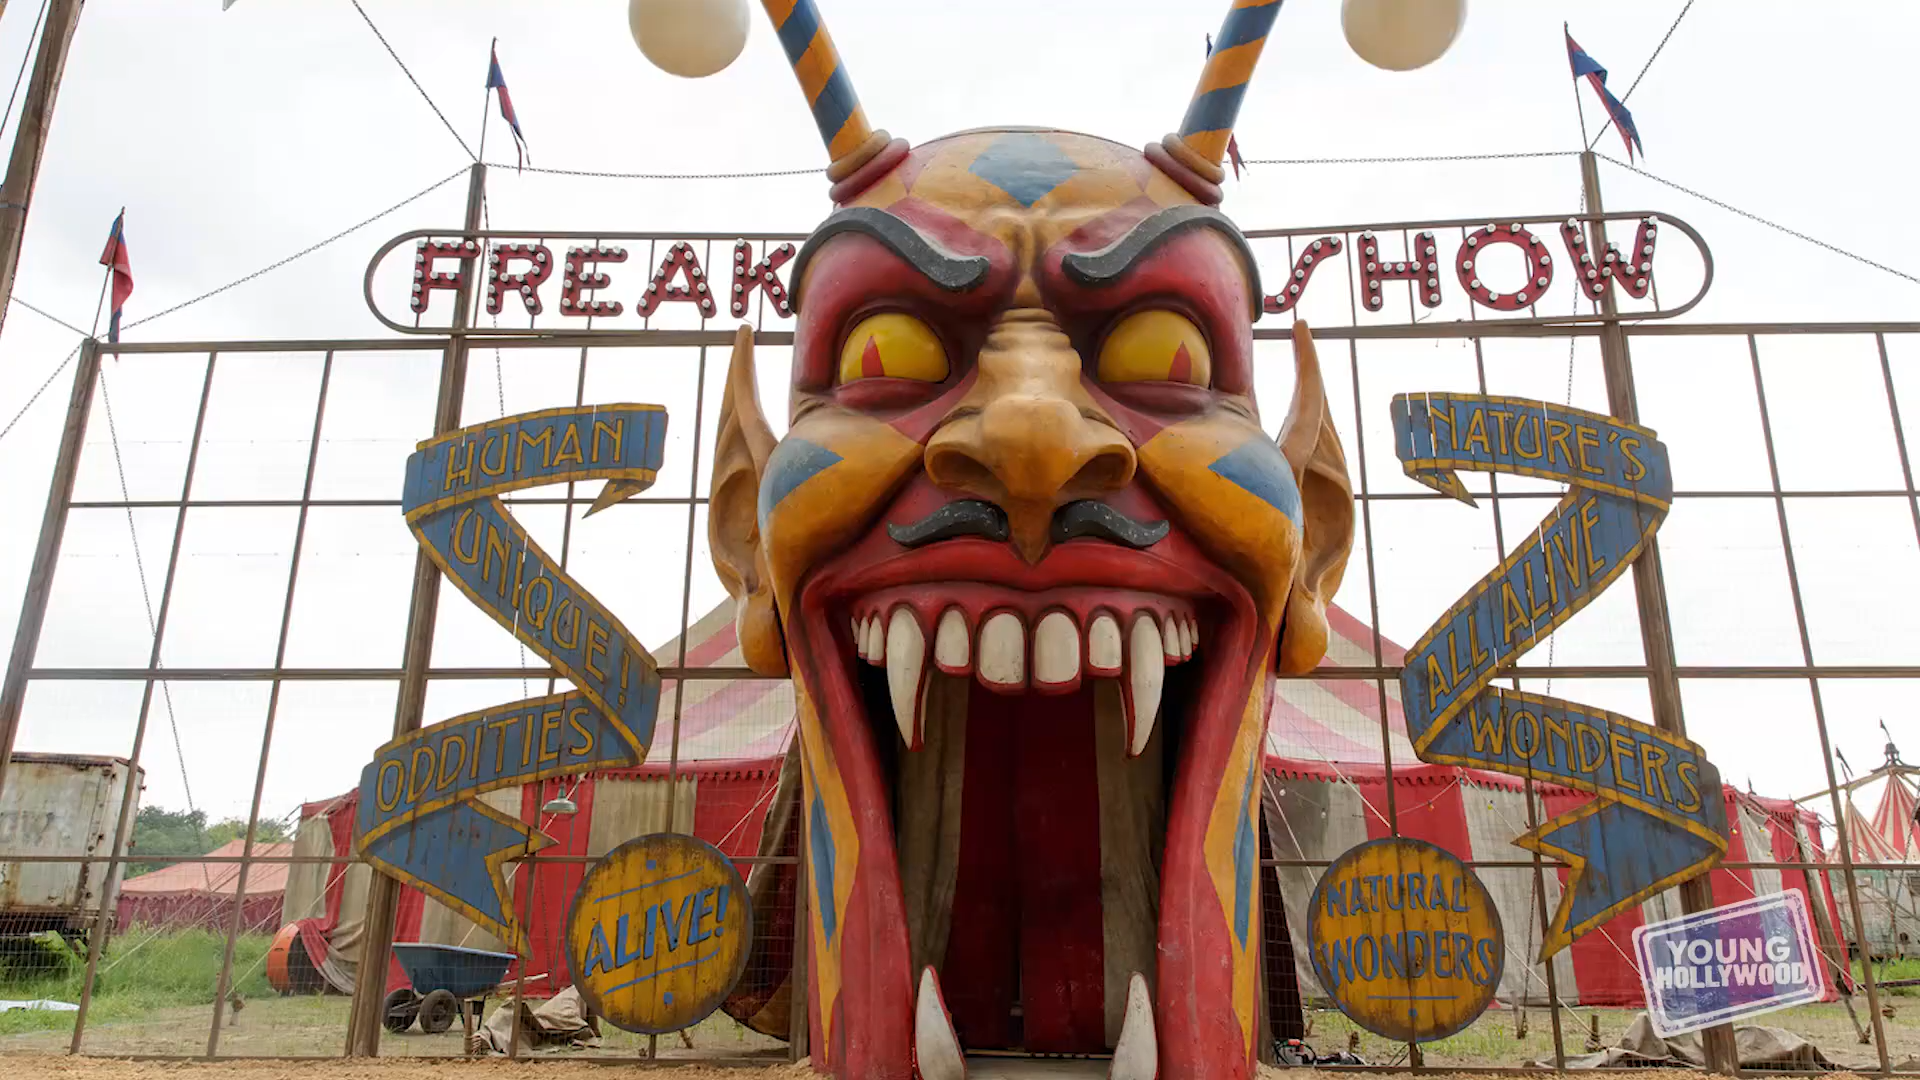 FREAK SHOW
HUMAN
UNIQUE!
ODDITIES
NATURE'S
ALL ALIVE
WONDERS
ALIVE!
NATURAL
WONDERS
YOUNG
HOLLYWOOD